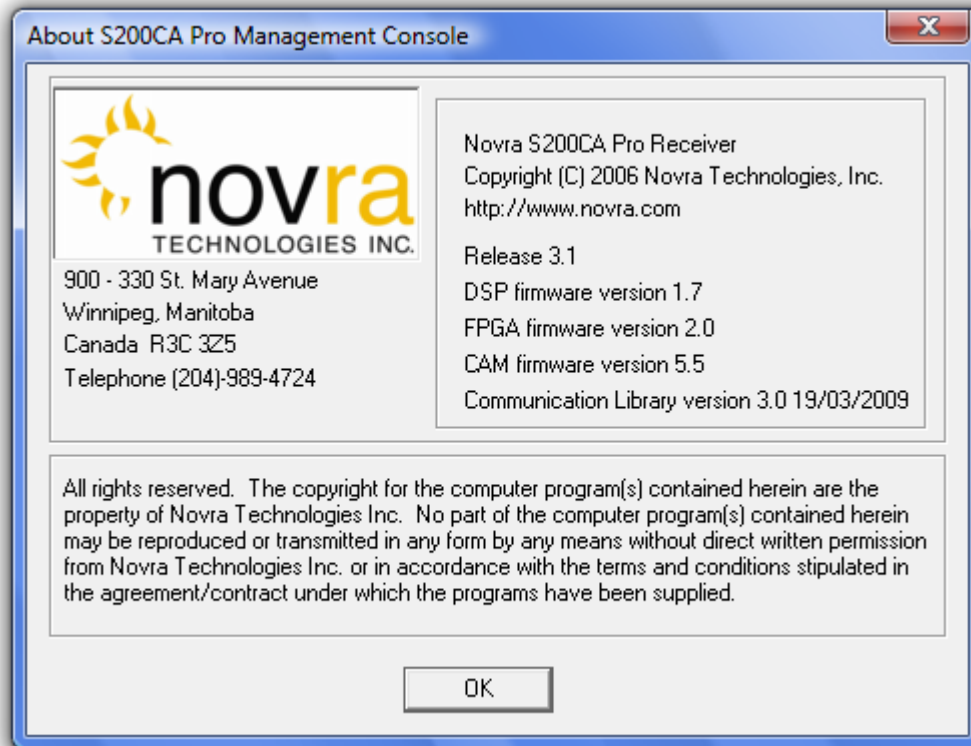 About S200CA Pro Management Console
novra
TECHNOLOGIES INC.
900 - 330 St. Mary Avenue
Winnipeg, Manitoba
Canada  R3C 3Z5
Telephone (204)-989-4724
Novra S200CA Pro Receiver
Copyright (C) 2006 Novra Technologies, Inc.
http://www.novra.com
Release 3.1
DSP firmware version 1.7
FPGA firmware version 2.0
CAM firmware version 5.5
Communication Library version 3.0 19/03/2009
All rights reserved.  The copyright for the computer program(s) contained herein are the
property of Novra Technologies Inc.  No part of the computer program(s) contained herein
may be reproduced or transmitted in any form by any means without direct written permission
from Novra Technologies Inc. or in accordance with the terms and conditions stipulated in
the agreement/contract under which the programs have been supplied.
OK